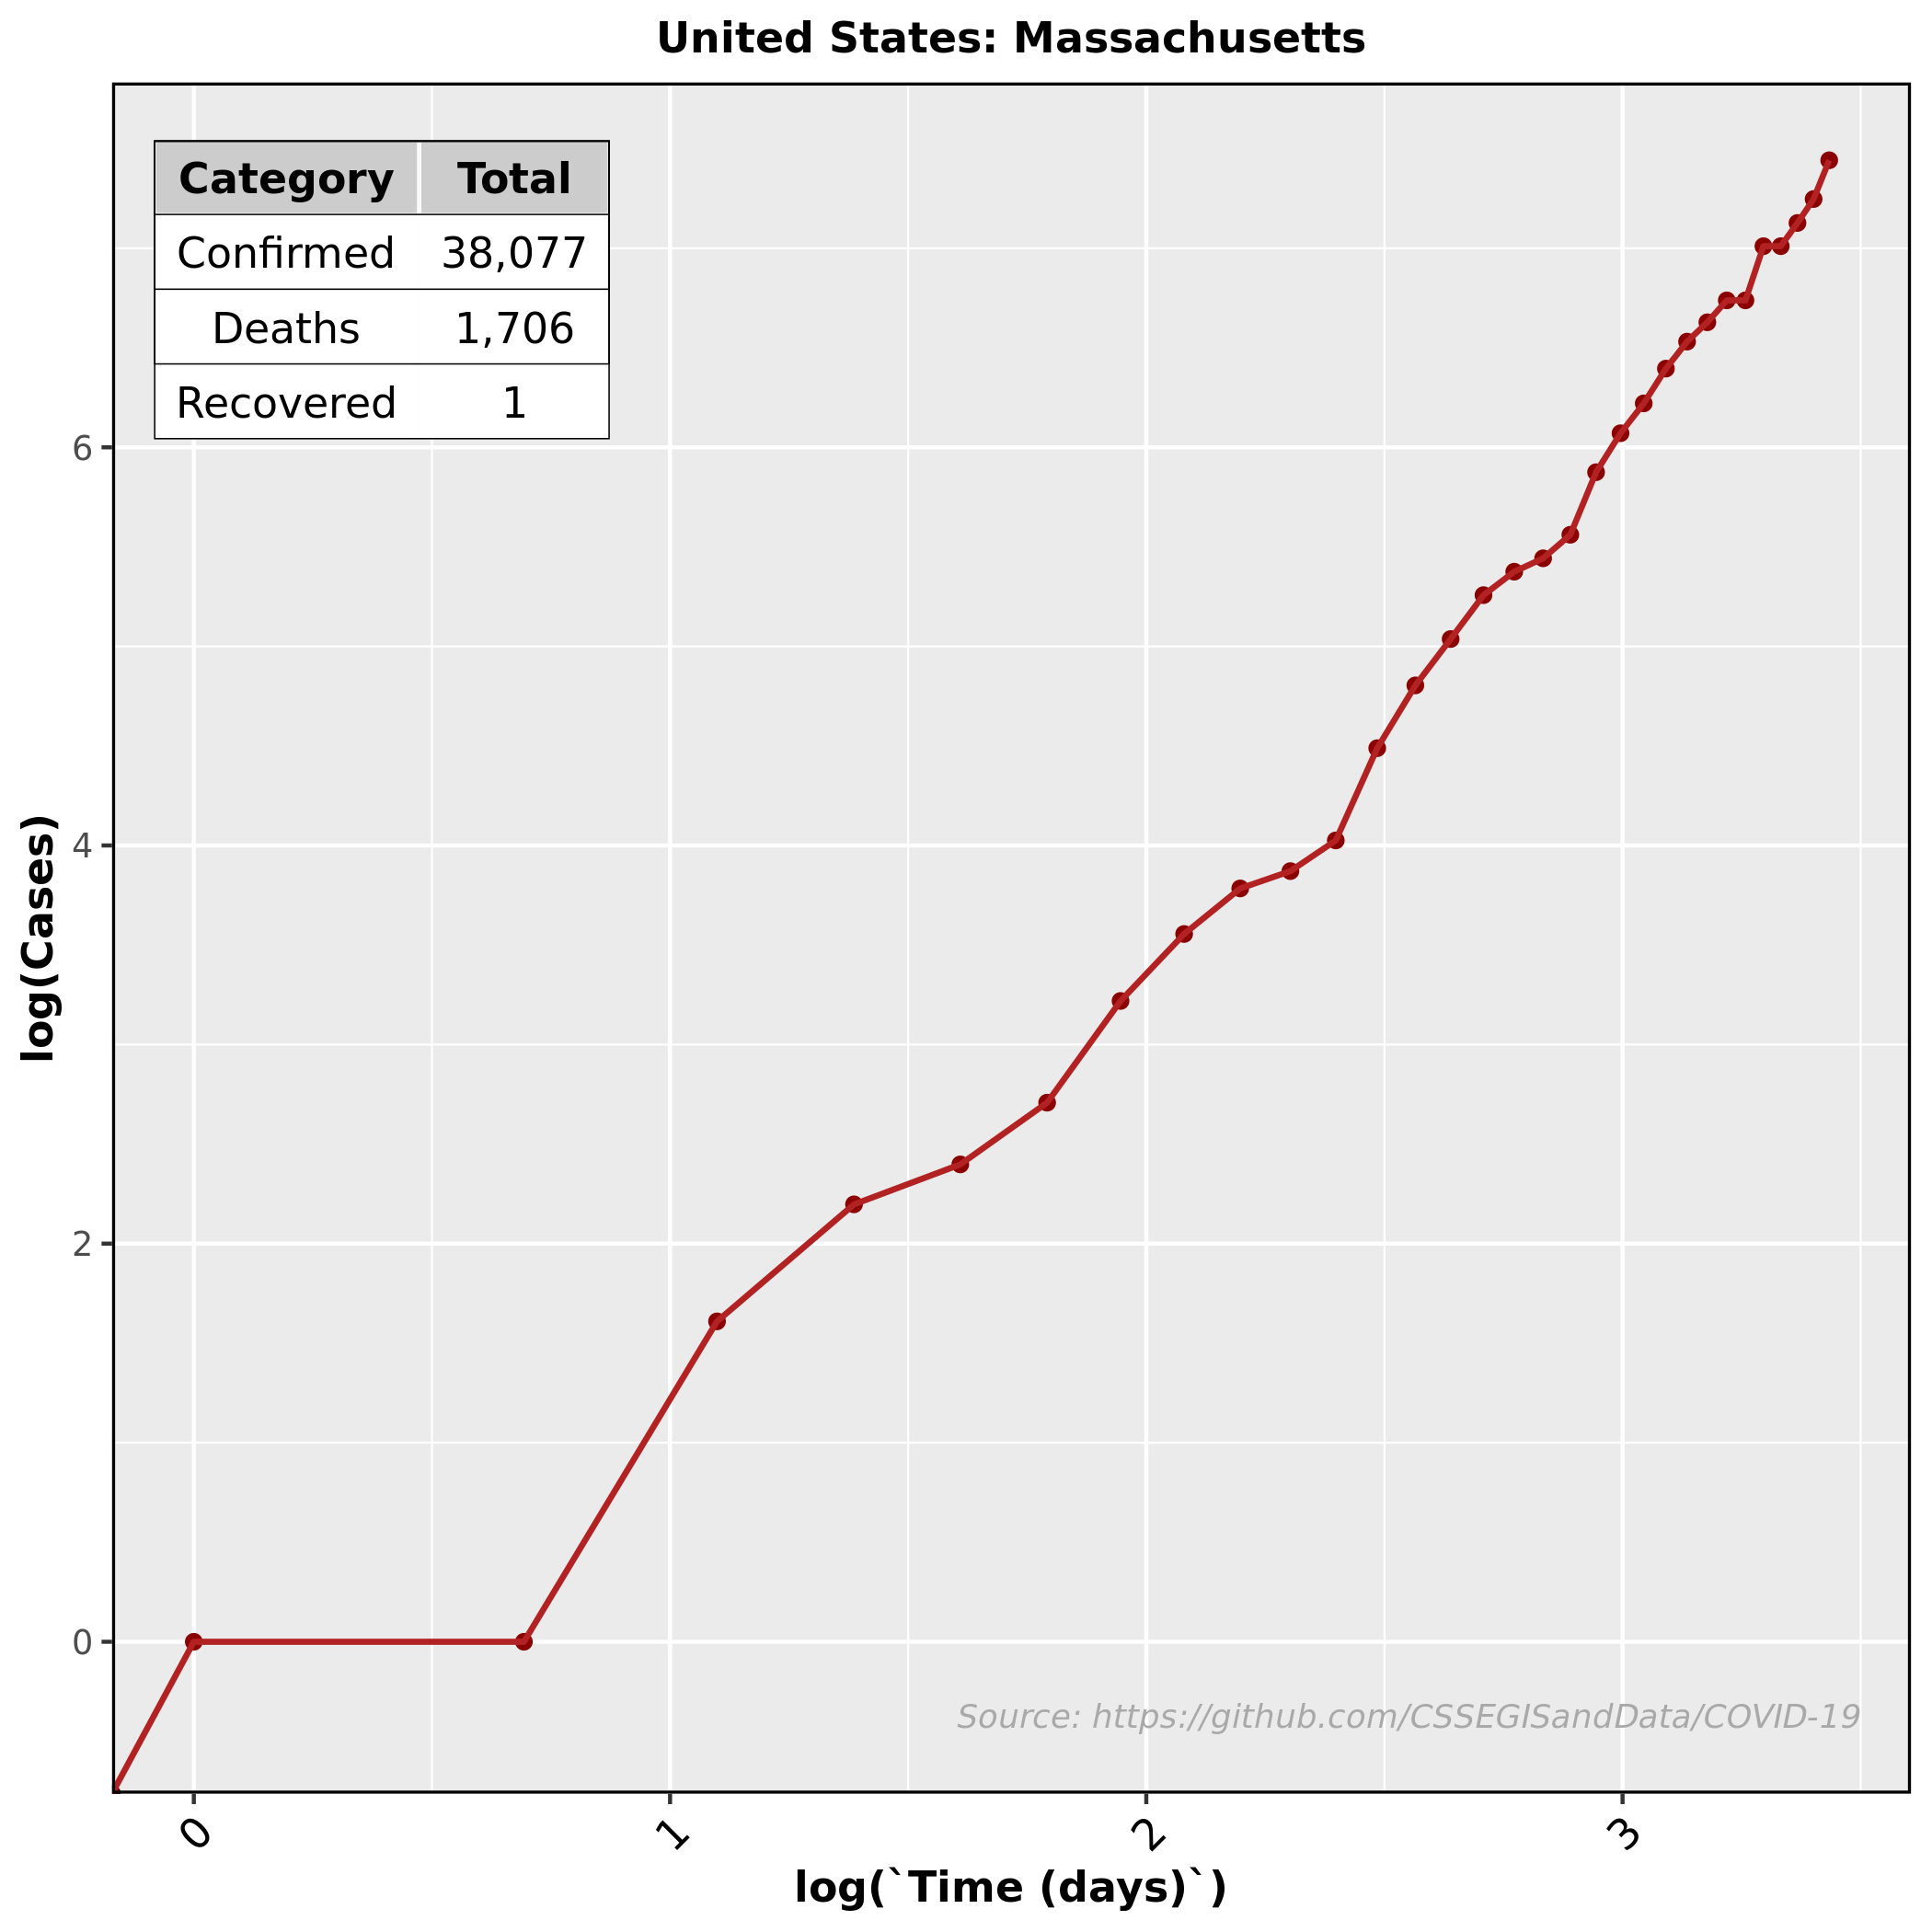 United States: Massachusetts
Category Total
Confirmed 38,077
Deaths 1,706
Recovered 1
6
4
2
0
log(Cases)
Source: https://github.com/CSSEGISandData/COVID-19
0 1 2 3
log(`Time (days)`)